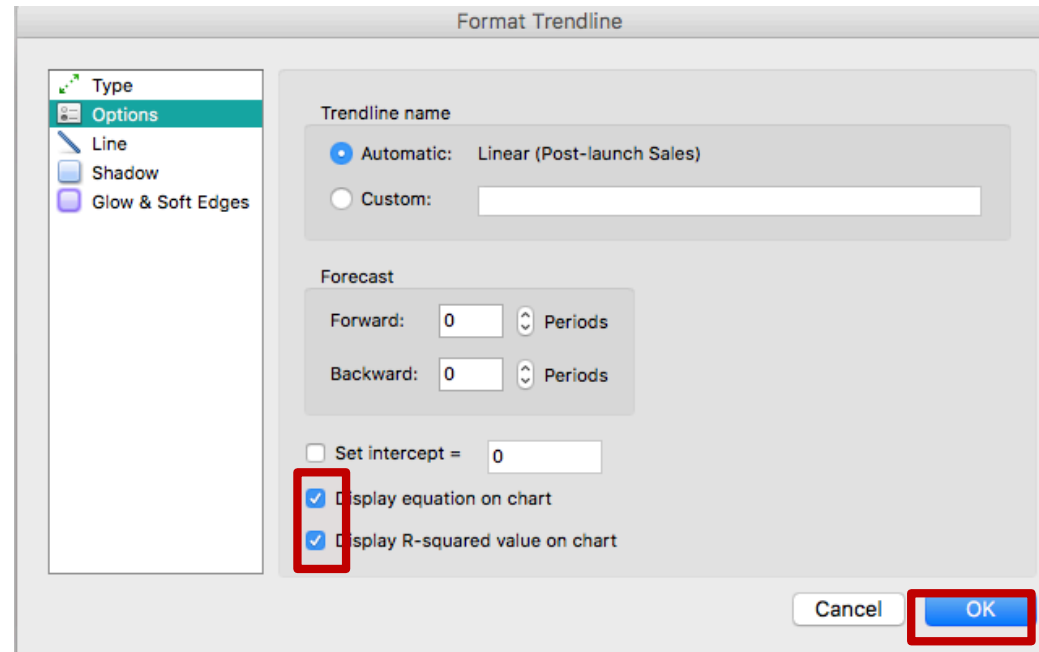 Format Trendline
Type
Options
Line
Shadow
Glow & Soft Edges
Trendline name
Automatic: Linear (Post-launch Sales)
Custom:
Forecast
Forward: 0 Periods
Backward: 0 Periods
Set intercept = 0
Display equation on chart
Display R-squared value on chart
Cancel OK